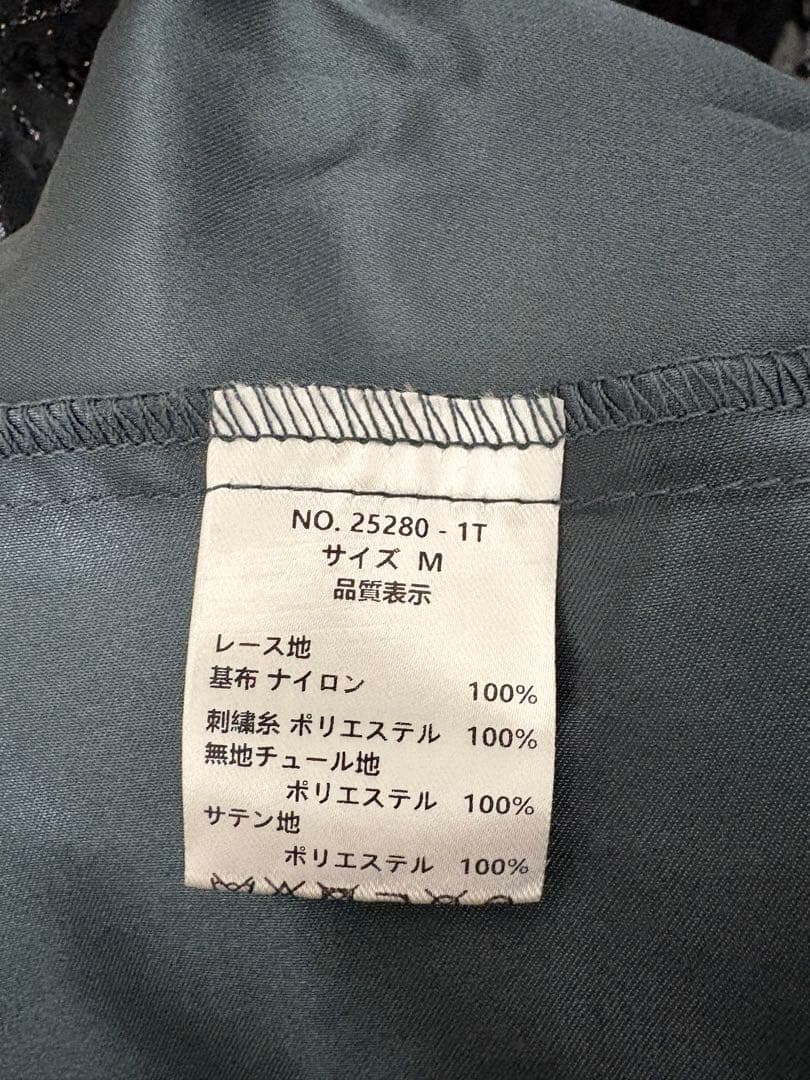 NO. 25280 - 1T
サイズ M
品質表示
レース地
基布 ナイロン 100%
刺繍糸 ポリエステル 100%
無地チュール地
ポリエステル 100%
サテン地
ポリエステル 100%